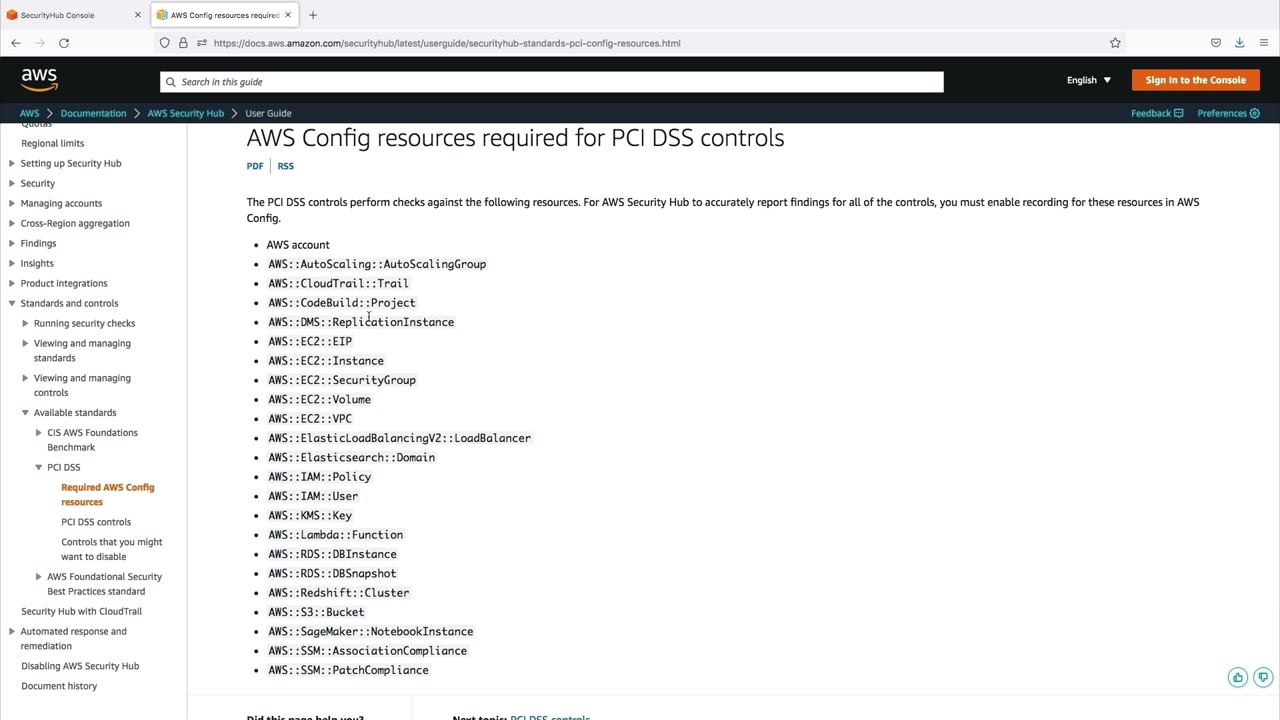 SecurityHub Console
AWS Config resources required
https://docs.aws.amazon.com/securityhub/latest/userguide/securityhub-standards-pci-config-resources.html
aws
Search in this guide
English
Sign In to the Console
AWS
Documentation
AWS Security Hub
User Guide
Feedback
Preferences
Quotas
Regional limits
Setting up Security Hub
Security
Managing accounts
Cross-Region aggregation
Findings
Insights
Product integrations
Standards and controls
Running security checks
Viewing and managing
standards
Viewing and managing
controls
Available standards
CIS AWS Foundations
Benchmark
PCI DSS
Required AWS Config
resources
PCI DSS controls
Controls that you might
want to disable
AWS Foundational Security
Best Practices standard
Security Hub with CloudTrail
Automated response and
remediation
Disabling AWS Security Hub
Document history
AWS Config resources required for PCI DSS controls
PDF
RSS
The PCI DSS controls perform checks against the following resources. For AWS Security Hub to accurately report findings for all of the controls, you must enable recording for these resources in AWS
Config.
AWS account
AWS::AutoScaling::AutoScalingGroup
AWS::CloudTrail::Trail
AWS::CodeBuild::Project
AWS::DMS::ReplicationInstance
AWS::EC2::EIP
AWS::EC2::Instance
AWS::EC2::SecurityGroup
AWS::EC2::Volume
AWS::EC2::VPC
AWS::ElasticLoadBalancingV2::LoadBalancer
AWS::Elasticsearch::Domain
AWS::IAM::Policy
AWS::IAM::User
AWS::KMS::Key
AWS::Lambda::Function
AWS::RDS::DBInstance
AWS::RDS::DBSnapshot
AWS::Redshift::Cluster
AWS::S3::Bucket
AWS::SageMaker::NotebookInstance
AWS::SSM::AssociationCompliance
AWS::SSM::PatchCompliance
Did this page help you?
Next topic: PCI DSS controls